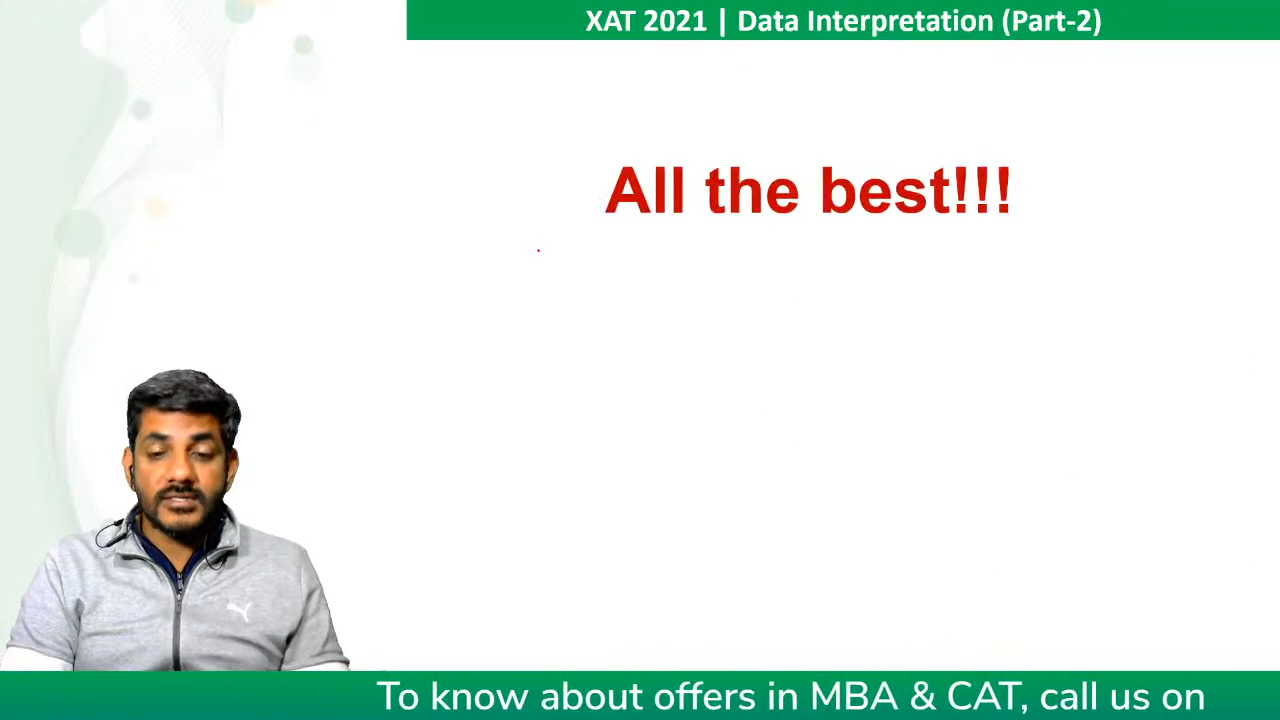 XAT 2021 | Data Interpretation (Part-2)
All the best!!!
To know about offers in MBA & CAT, call us on